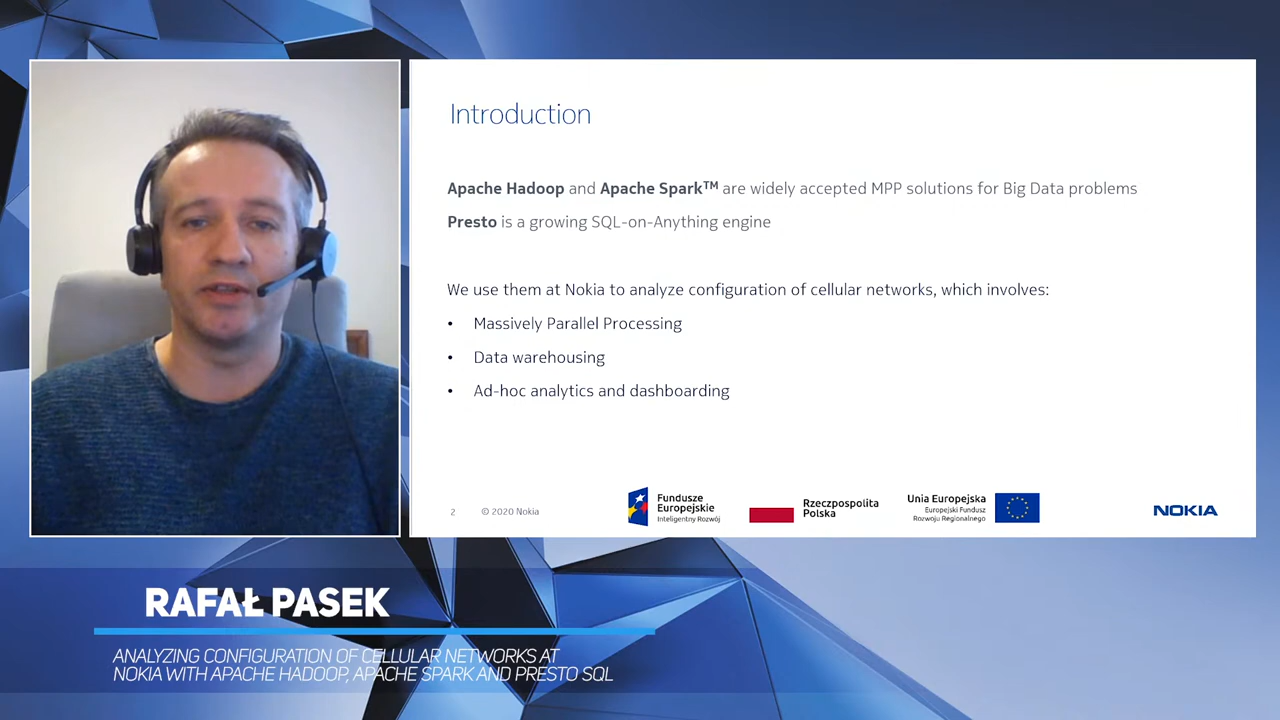 Introduction
Apache Hadoop and Apache Spark™ are widely accepted MPP solutions for Big Data problems
Presto is a growing SQL-on-Anything engine
We use them at Nokia to analyze configuration of cellular networks, which involves:
• Massively Parallel Processing
• Data warehousing
• Ad-hoc analytics and dashboarding
2 © 2020 Nokia
Fundusze
Europejskie
Inteligentny Rozwój
Rzeczpospolita
Polska
Unia Europejska
Europejski Fundusz
Rozwoju Regionalnego
NOKIA
RAFAŁ PASEK
ANALYZING CONFIGURATION OF CELLULAR NETWORKS AT
NOKIA WITH APACHE HADOOP, APACHE SPARK AND PRESTO SQL